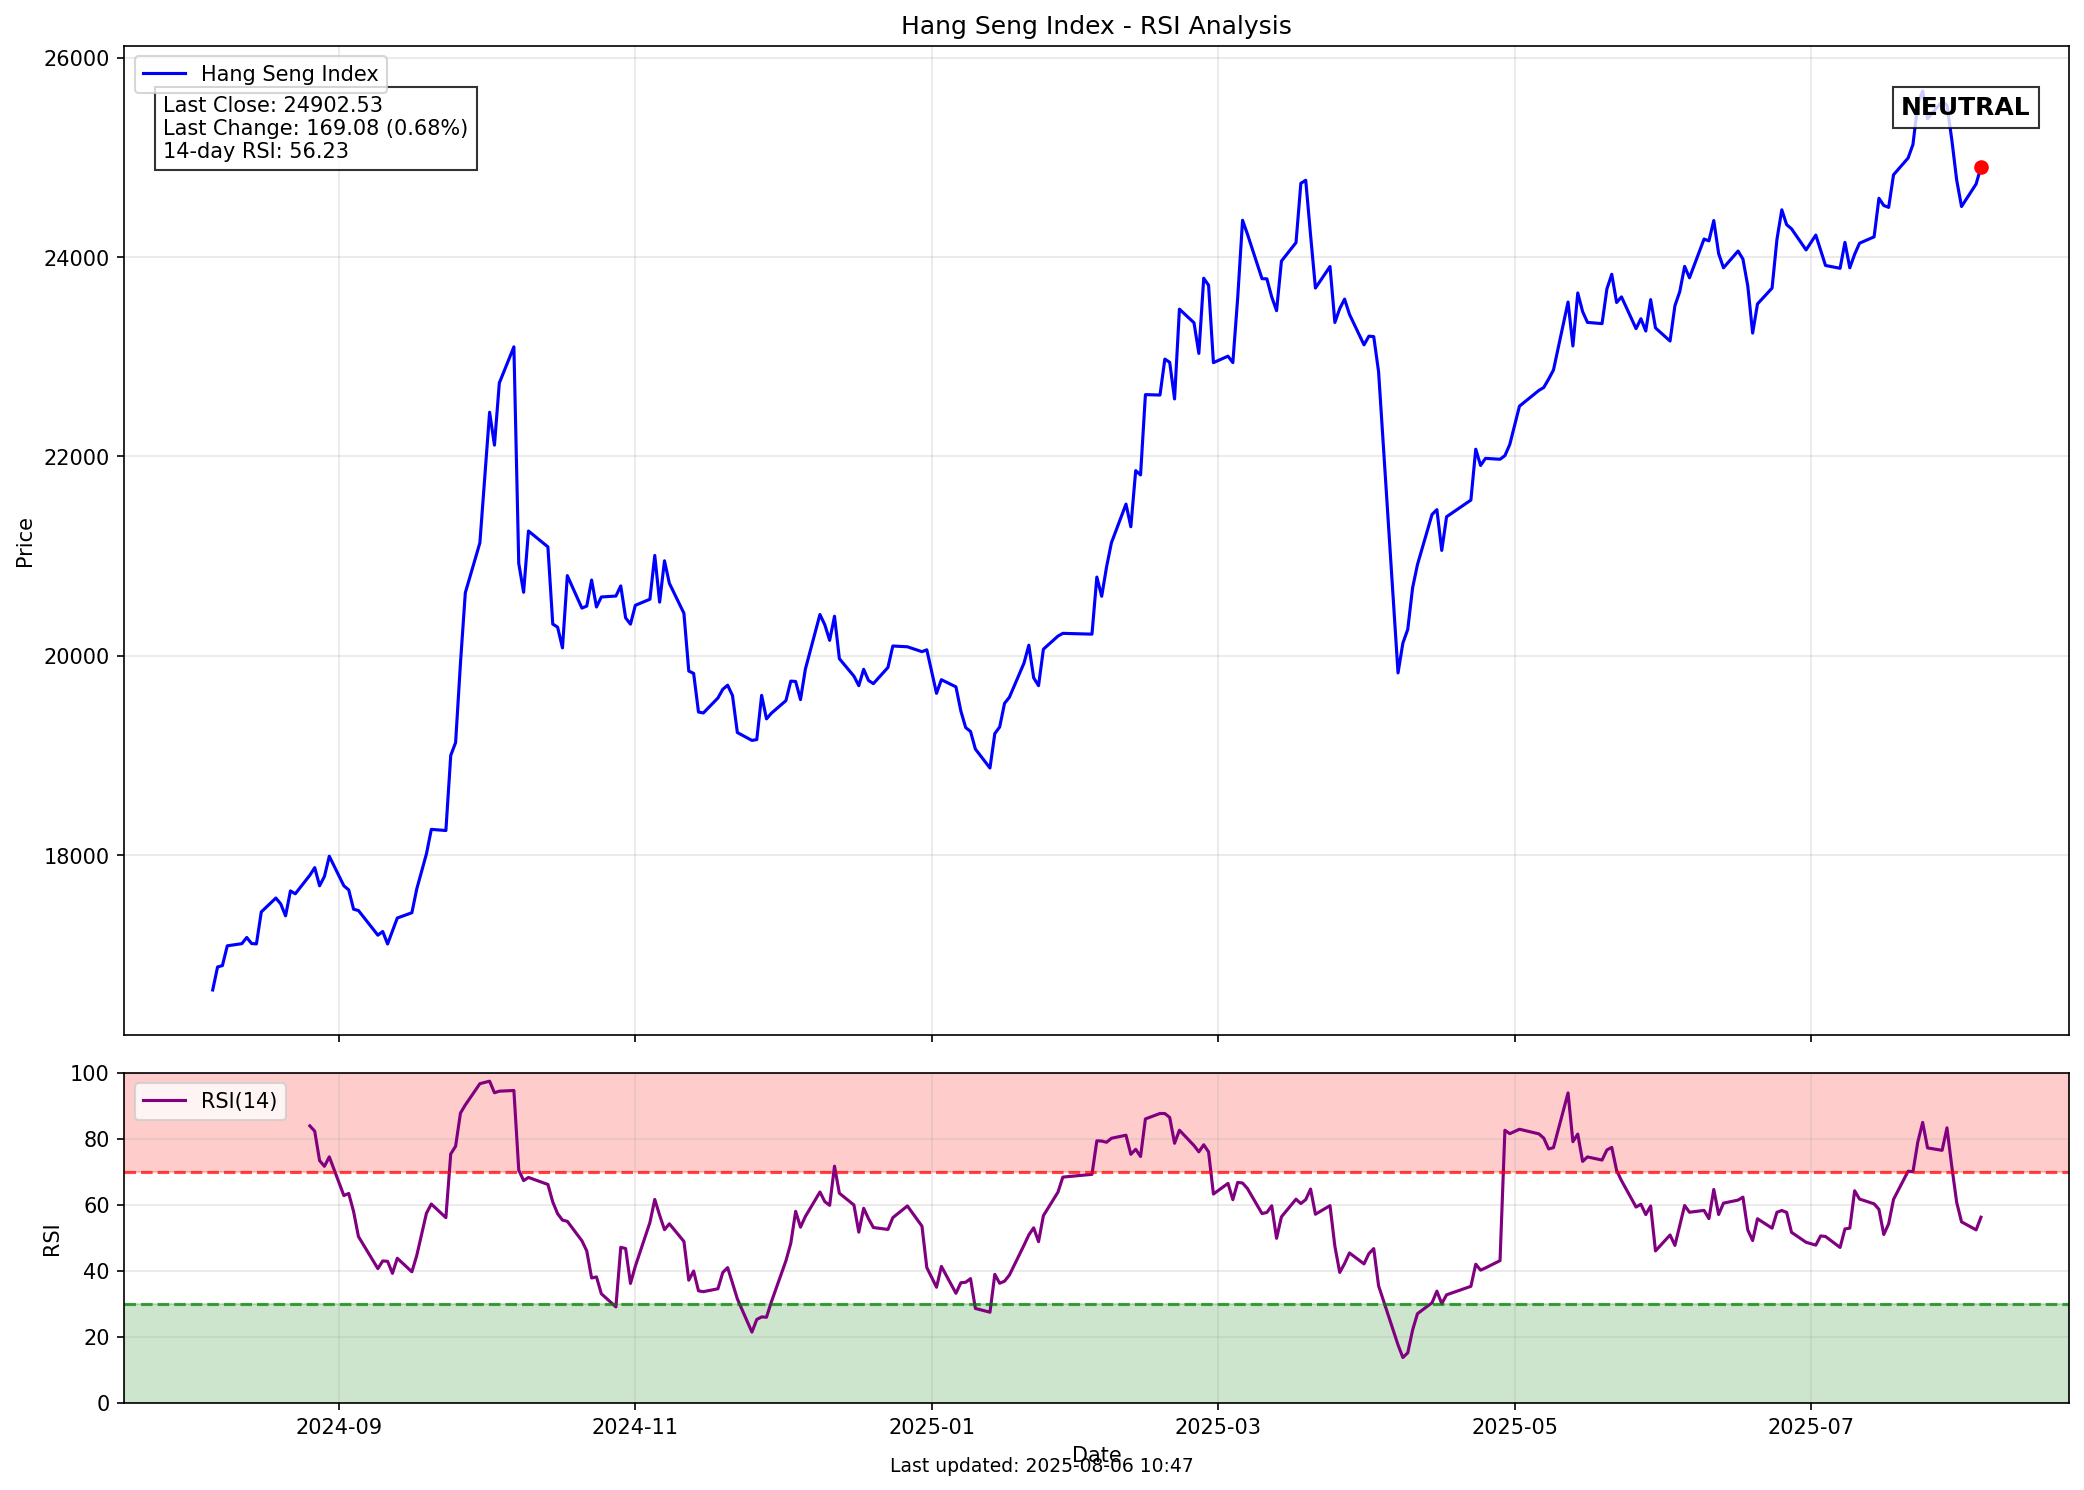 Hang Seng Index - RSI Analysis
26000
Hang Seng Index
Last Close: 24902.53
Last Change: 169.08 (0.68%)
14-day RSI: 56.23
NEUTRAL
24000
22000
Price
20000
18000
100
RSI(14)
80
60
RSI
40
20
0
2024-09 2024-11 2025-01 2025-03 2025-05 2025-07
Date
Last updated: 2025-08-06 10:47